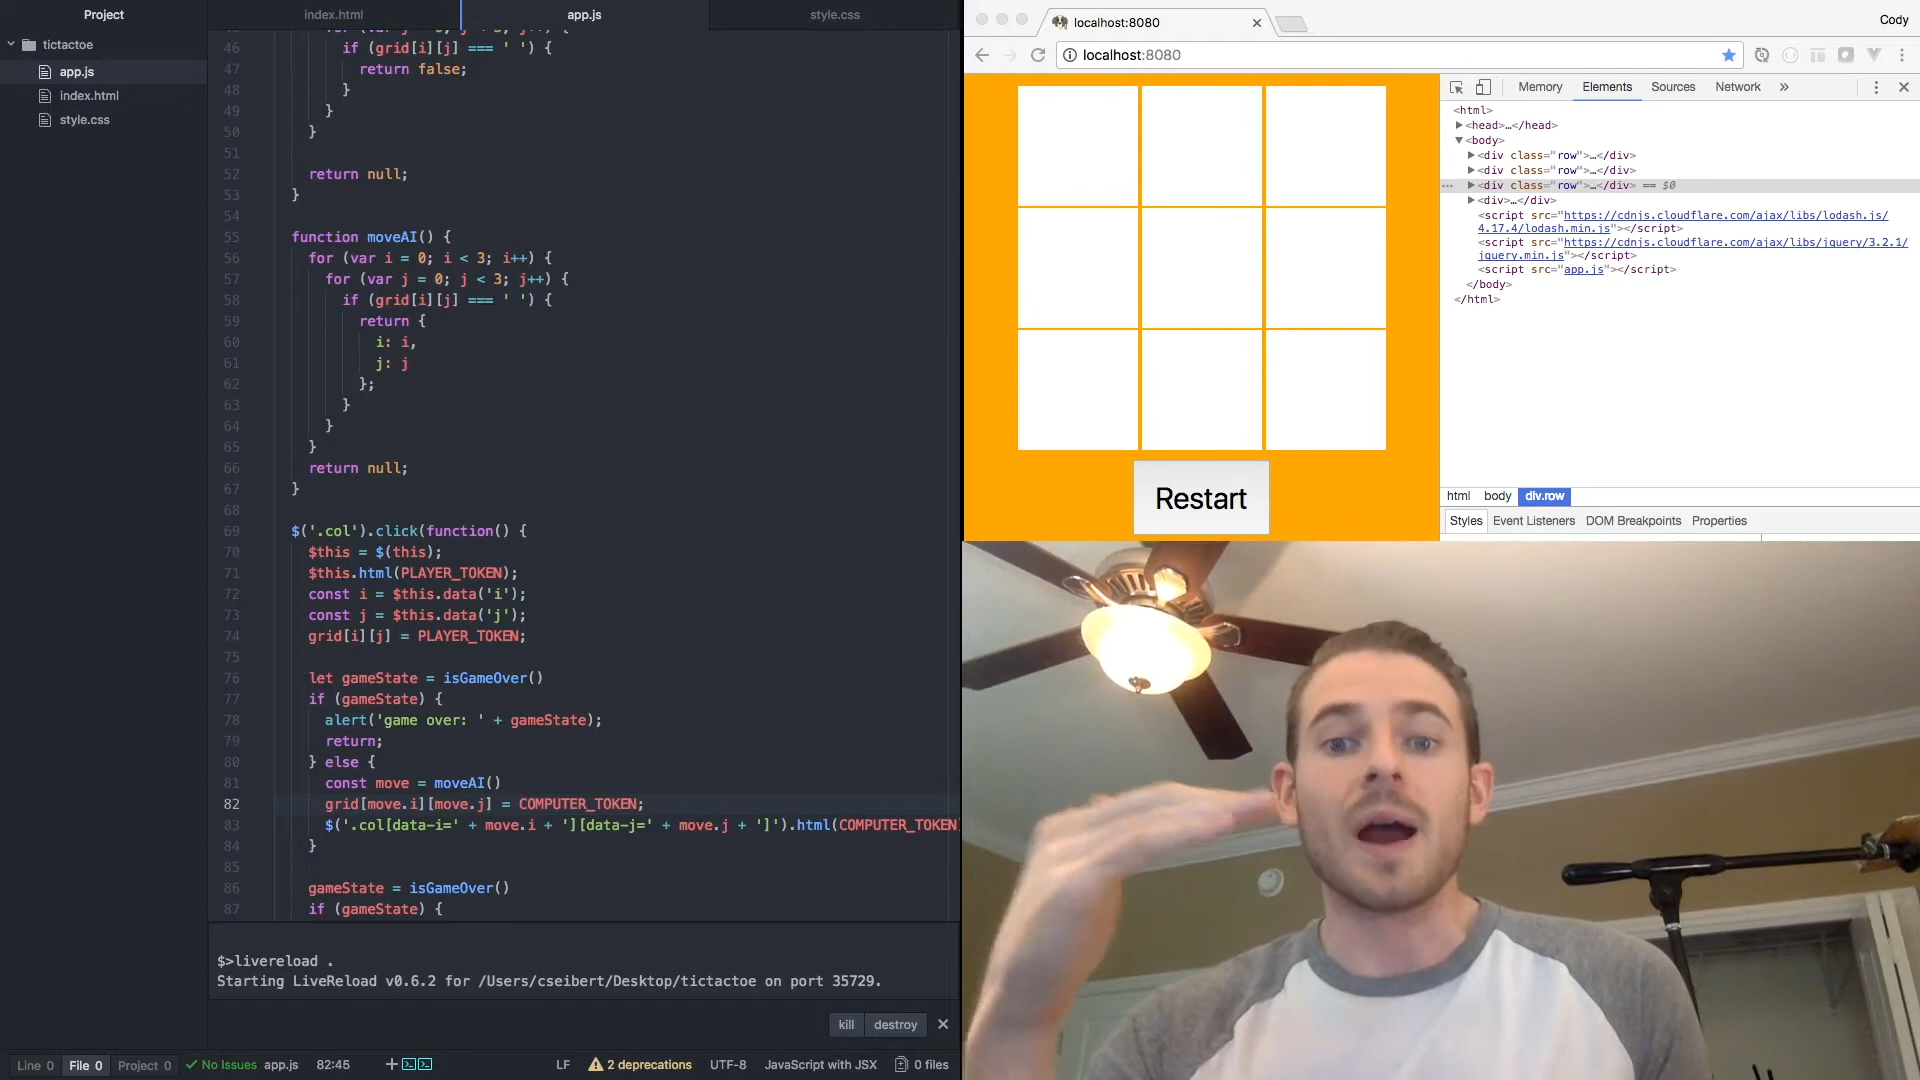 Project
tictactoe
app.js
index.html
style.css
index.html
app.js
style.css
46 if (grid[i][j] === ' ') {
47 return false;
48 }
49 }
50 }
51
52 return null;
53 }
54
55 function moveAI() {
56 for (var i = 0; i < 3; i++) {
57 for (var j = 0; j < 3; j++) {
58 if (grid[i][j] === ' ') {
59 return {
60 i: i,
61 j: j
62 };
63 }
64 }
65 }
66 return null;
67 }
68
69 $('.col').click(function() {
70 $this = $(this);
71 $this.html(PLAYER_TOKEN);
72 const i = $this.data('i');
73 const j = $this.data('j');
74 grid[i][j] = PLAYER_TOKEN;
75
76 let gameState = isGameOver()
77 if (gameState) {
78 alert('game over: ' + gameState);
79 return;
80 } else {
81 const move = moveAI()
82 grid[move.i][move.j] = COMPUTER_TOKEN;
83 $('.col[data-i=' + move.i + '][data-j=' + move.j + ']').html(COMPUTER_TOKEN
84 }
85
86 gameState = isGameOver()
87 if (gameState) {
$>livereload .
Starting LiveReload v0.6.2 for /Users/cseibert/Desktop/tictactoe on port 35729.
kill destroy
Line 0 File 0 Project 0 No Issues app.js 82:45 LF 2 deprecations UTF-8 JavaScript with JSX 0 files
localhost:8080
Cody
localhost:8080
Restart
Memory Elements Sources Network »
<html>
<head>…</head>
<body>
<div class="row">…</div>
<div class="row">…</div>
<div class="row">…</div> == $0
<div>…</div>
<script src="https://cdnjs.cloudflare.com/ajax/libs/lodash.js/
4.17.4/lodash.min.js"></script>
<script src="https://cdnjs.cloudflare.com/ajax/libs/jquery/3.2.1/
jquery.min.js"></script>
<script src="app.js"></script>
</body>
</html>
html body div.row
Styles Event Listeners DOM Breakpoints Properties